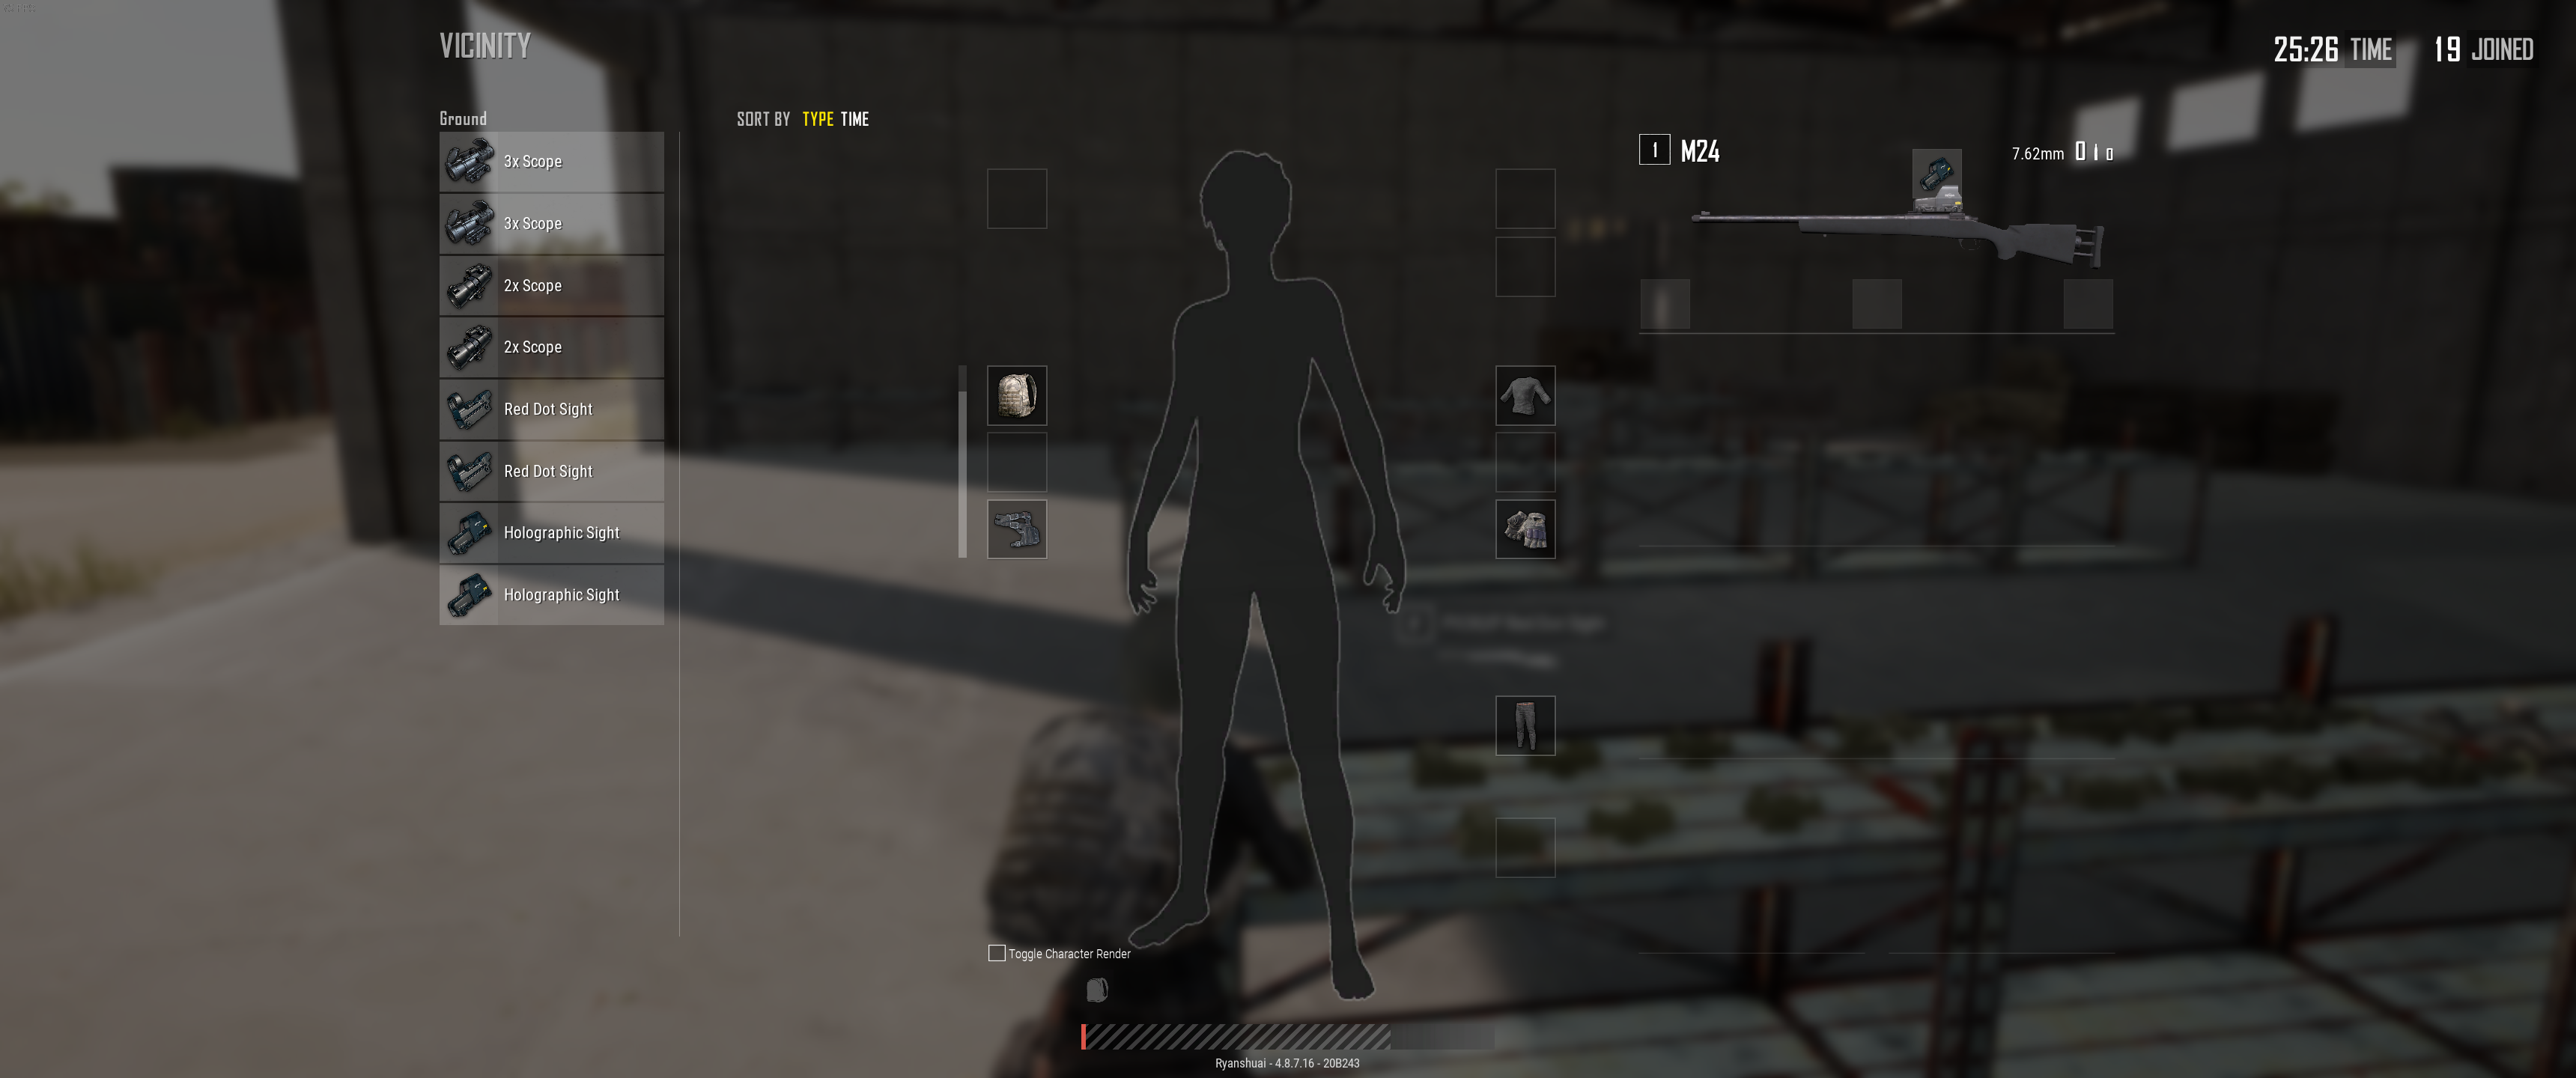 VICINITY
25:26 TIME 19 JOINED
Ground
SORT BY TYPE TIME
3x Scope
3x Scope
2x Scope
2x Scope
Red Dot Sight
Red Dot Sight
Holographic Sight
Holographic Sight
1 M24
7.62mm 0 0
Toggle Character Render
Ryanshuai - 4.8.7.16 - 20B243